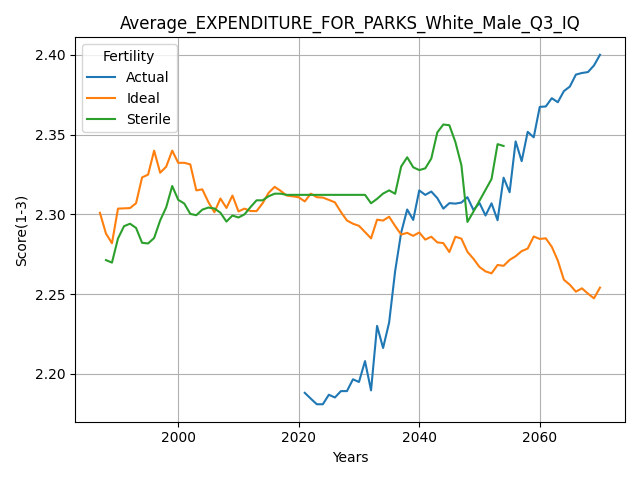 Average_EXPENDITURE_FOR_PARKS_White_Male_Q3_IQ
Score(1-3)
2.40
2.35
2.30
2.25
2.20
Fertility
Actual
Ideal
Sterile
2000
2020
2040
2060
Years